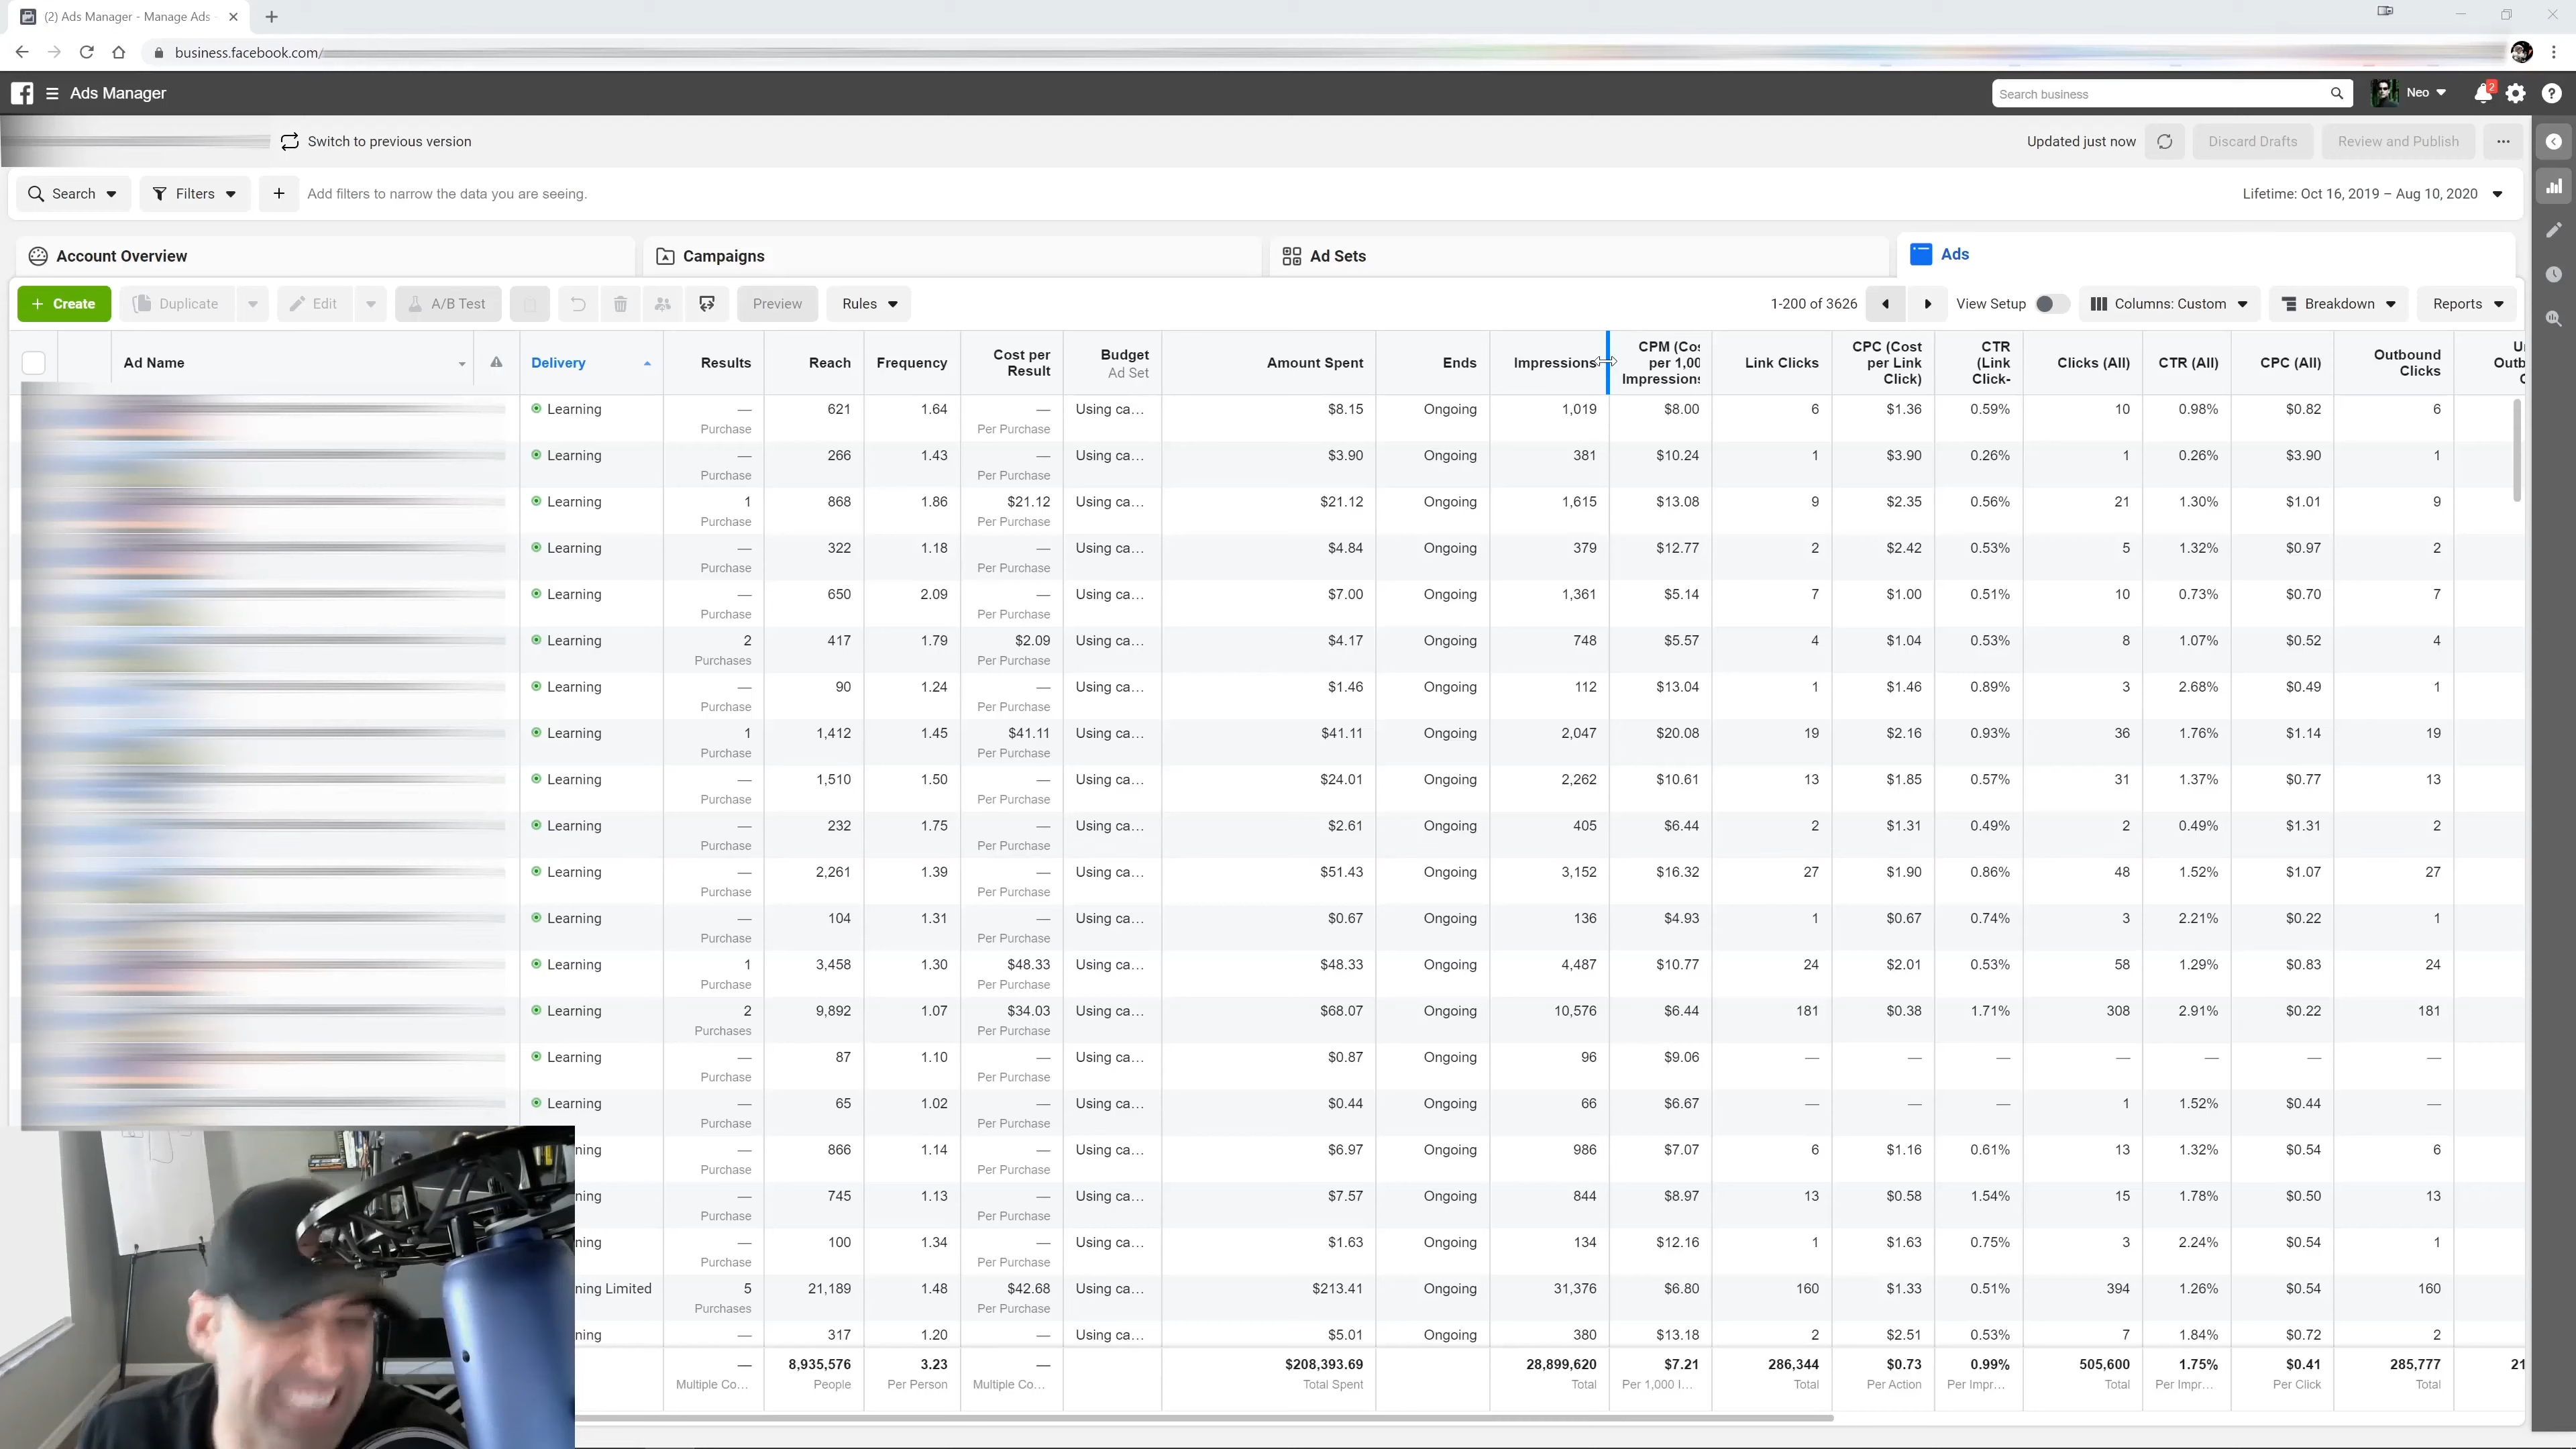 (2) Ads Manager - Manage Ads -
business.facebook.com/
Ads Manager
Search business
Neo
2
Switch to previous version
Updated just now
Discard Drafts
Review and Publish
Search
Filters
Add filters to narrow the data you are seeing.
Lifetime: Oct 16, 2019 – Aug 10, 2020
Account Overview
Campaigns
Ad Sets
Ads
+ Create
Duplicate
Edit
A/B Test
Preview
Rules
1-200 of 3626
View Setup
Columns: Custom
Breakdown
Reports
Ad Name Delivery Results Reach Frequency Cost per Result Budget Ad Set Amount Spent Ends Impressions CPM (Cos per 1,00 Impressions Link Clicks CPC (Cost per Link Click) CTR (Link Click- Clicks (All) CTR (All) CPC (All) Outbound Clicks
Learning — 621 1.64 — Using ca... $8.15 Ongoing 1,019 $8.00 6 $1.36 0.59% 10 0.98% $0.82 6
Purchase Per Purchase
Learning — 266 1.43 — Using ca... $3.90 Ongoing 381 $10.24 1 $3.90 0.26% 1 0.26% $3.90 1
Purchase Per Purchase
Learning 1 868 1.86 $21.12 Using ca... $21.12 Ongoing 1,615 $13.08 9 $2.35 0.56% 21 1.30% $1.01 9
Purchase Per Purchase
Learning — 322 1.18 — Using ca... $4.84 Ongoing 379 $12.77 2 $2.42 0.53% 5 1.32% $0.97 2
Purchase Per Purchase
Learning — 650 2.09 — Using ca... $7.00 Ongoing 1,361 $5.14 7 $1.00 0.51% 10 0.73% $0.70 7
Purchase Per Purchase
Learning 2 417 1.79 $2.09 Using ca... $4.17 Ongoing 748 $5.57 4 $1.04 0.53% 8 1.07% $0.52 4
Purchases Per Purchase
Learning — 90 1.24 — Using ca... $1.46 Ongoing 112 $13.04 1 $1.46 0.89% 3 2.68% $0.49 1
Purchase Per Purchase
Learning 1 1,412 1.45 $41.11 Using ca... $41.11 Ongoing 2,047 $20.08 19 $2.16 0.93% 36 1.76% $1.14 19
Purchase Per Purchase
Learning — 1,510 1.50 — Using ca... $24.01 Ongoing 2,262 $10.61 13 $1.85 0.57% 31 1.37% $0.77 13
Purchase Per Purchase
Learning — 232 1.75 — Using ca... $2.61 Ongoing 405 $6.44 2 $1.31 0.49% 2 0.49% $1.31 2
Purchase Per Purchase
Learning — 2,261 1.39 — Using ca... $51.43 Ongoing 3,152 $16.32 27 $1.90 0.86% 48 1.52% $1.07 27
Purchase Per Purchase
Learning — 104 1.31 — Using ca... $0.67 Ongoing 136 $4.93 1 $0.67 0.74% 3 2.21% $0.22 1
Purchase Per Purchase
Learning 1 3,458 1.30 $48.33 Using ca... $48.33 Ongoing 4,487 $10.77 24 $2.01 0.53% 58 1.29% $0.83 24
Purchase Per Purchase
Learning 2 9,892 1.07 $34.03 Using ca... $68.07 Ongoing 10,576 $6.44 181 $0.38 1.71% 308 2.91% $0.22 181
Purchases Per Purchase
Learning — 87 1.10 — Using ca... $0.87 Ongoing 96 $9.06 — — — — — — —
Purchase Per Purchase
Learning — 65 1.02 — Using ca... $0.44 Ongoing 66 $6.67 — — — 1 1.52% $0.44 —
Purchase Per Purchase
ning — 866 1.14 — Using ca... $6.97 Ongoing 986 $7.07 6 $1.16 0.61% 13 1.32% $0.54 6
Purchase Per Purchase
ning — 745 1.13 — Using ca... $7.57 Ongoing 844 $8.97 13 $0.58 1.54% 15 1.78% $0.50 13
Purchase Per Purchase
ning — 100 1.34 — Using ca... $1.63 Ongoing 134 $12.16 1 $1.63 0.75% 3 2.24% $0.54 1
Purchase Per Purchase
ning Limited 5 21,189 1.48 $42.68 Using ca... $213.41 Ongoing 31,376 $6.80 160 $1.33 0.51% 394 1.26% $0.54 160
Purchases Per Purchase
ning — 317 1.20 — Using ca... $5.01 Ongoing 380 $13.18 2 $2.51 0.53% 7 1.84% $0.72 2
— 8,935,576 3.23 — $208,393.69 28,899,620 $7.21 286,344 $0.73 0.99% 505,600 1.75% $0.41 285,777 21
Multiple Co... People Per Person Multiple Co... Total Spent Total Per 1,000 I... Total Per Action Per Impr... Total Per Impr... Per Click Total